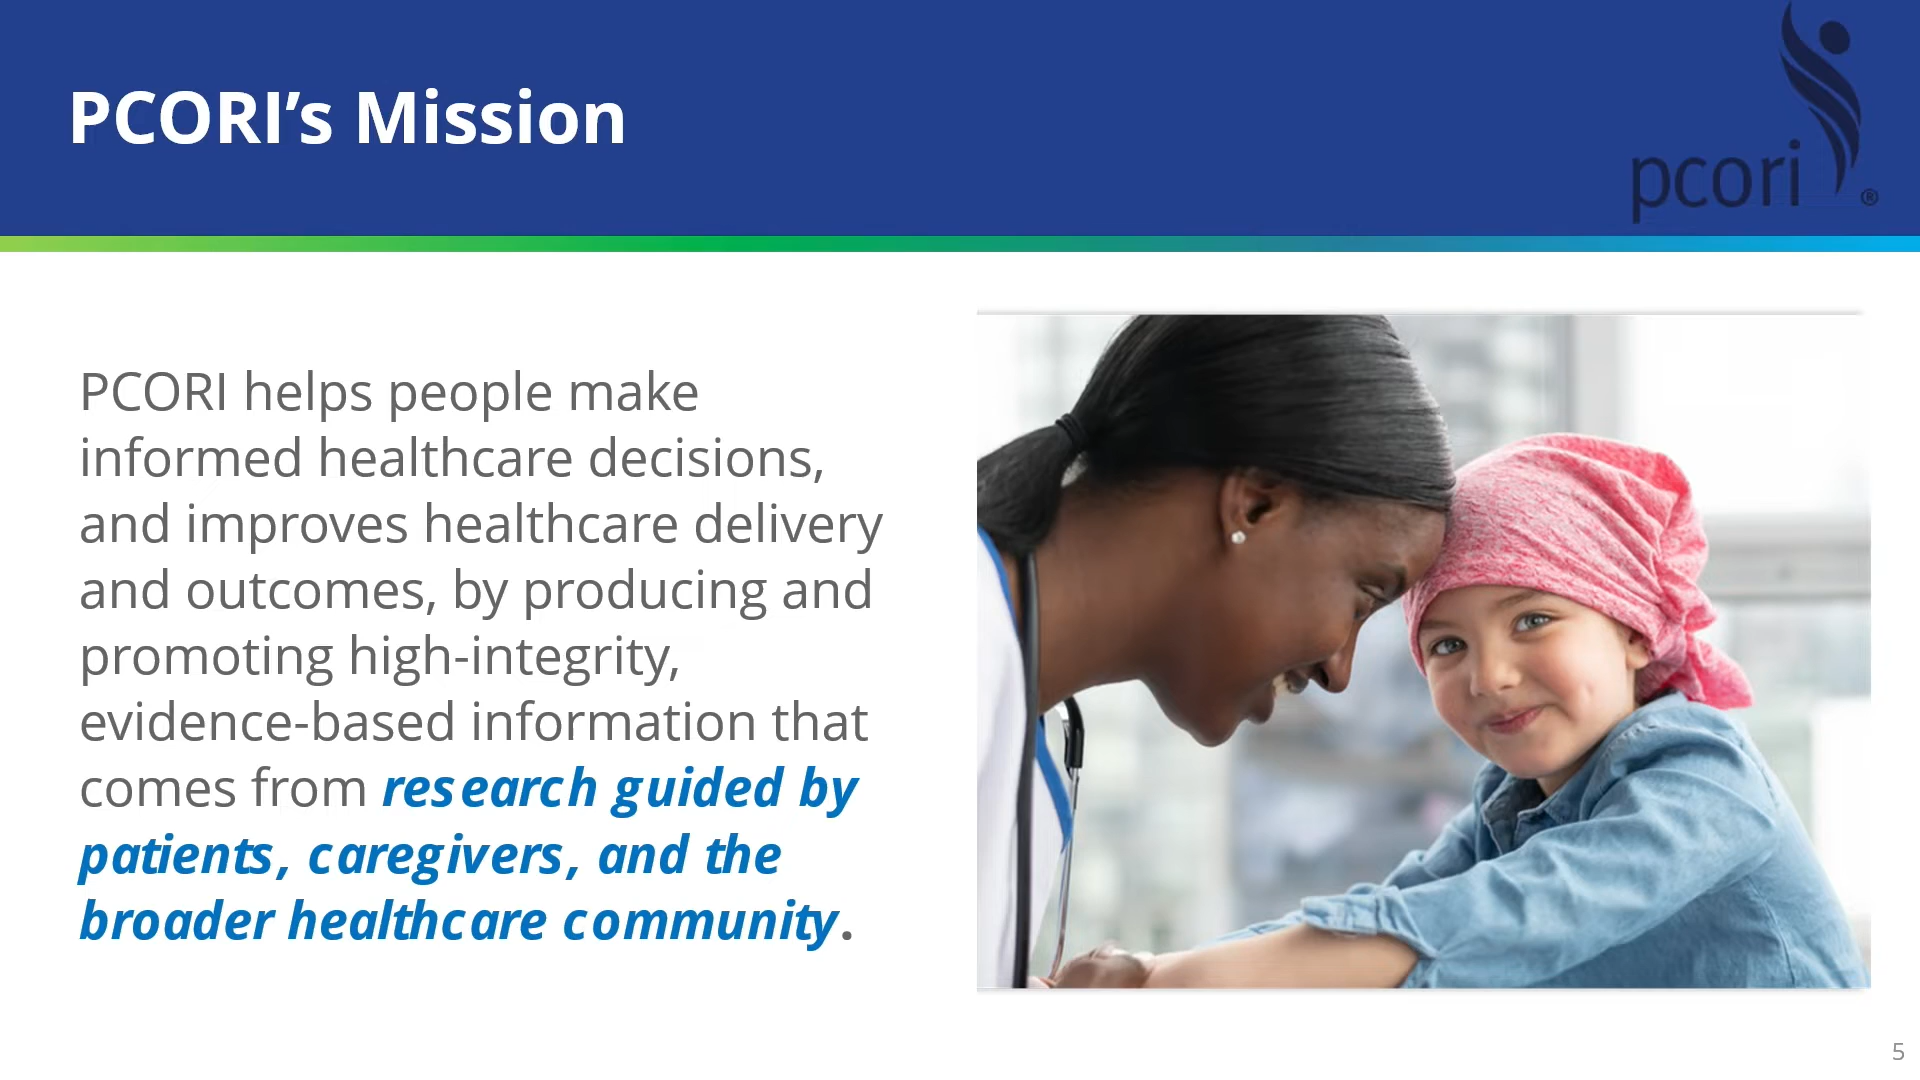 PCORI’s Mission
pcori®
PCORI helps people make
informed healthcare decisions,
and improves healthcare delivery
and outcomes, by producing and
promoting high-integrity,
evidence-based information that
comes from research guided by
patients, caregivers, and the
broader healthcare community.
5